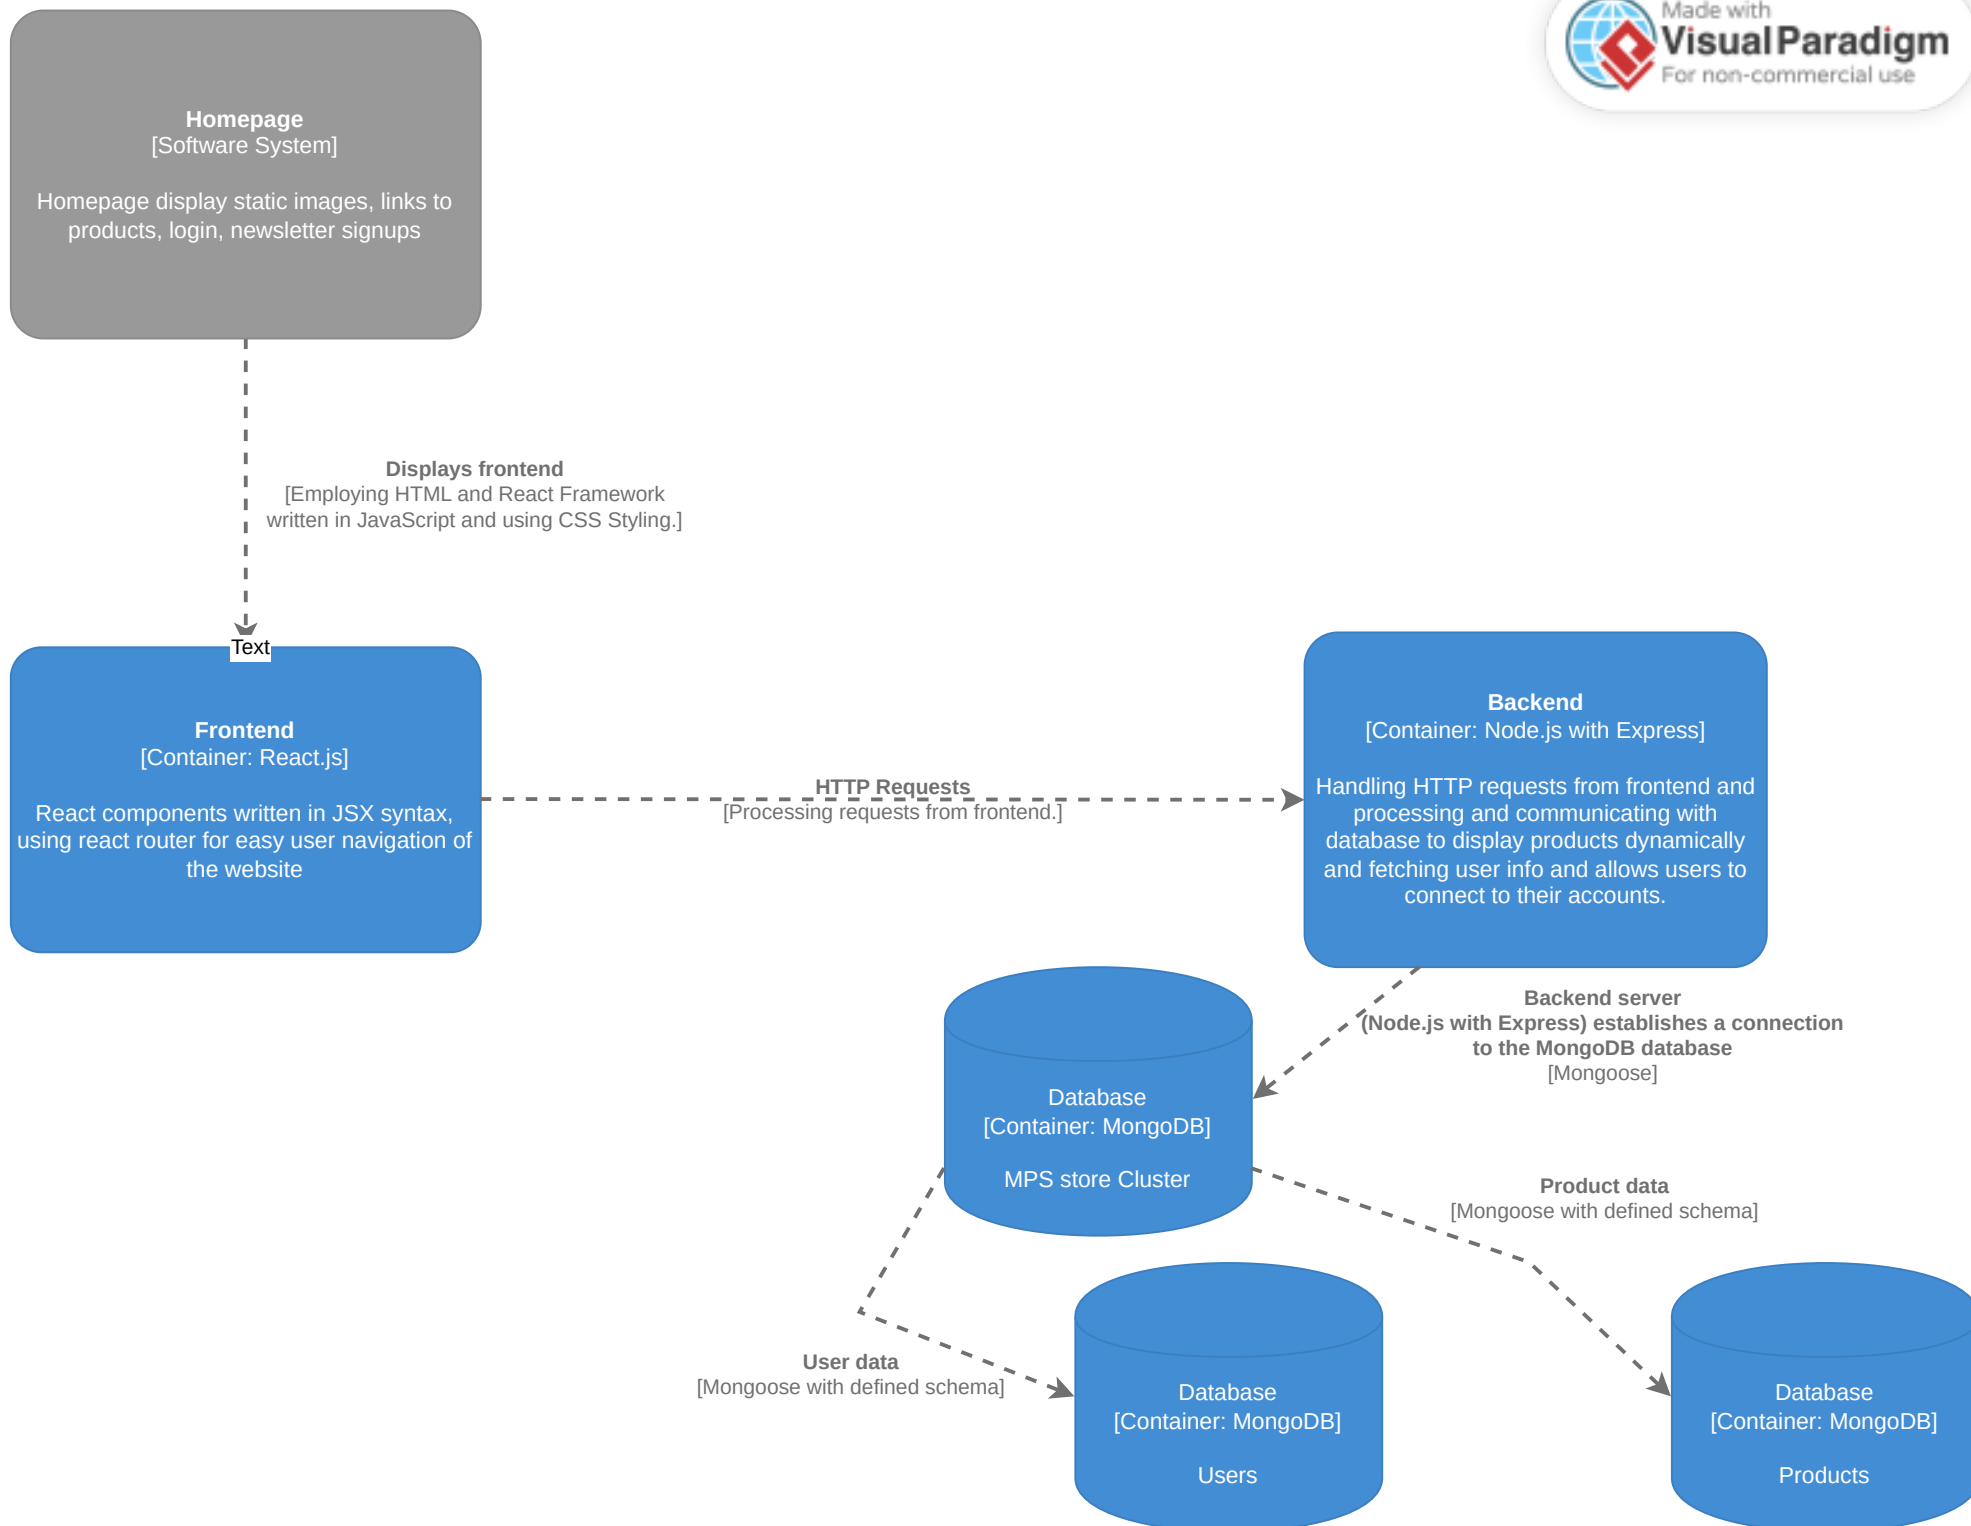 Made with
Visual Paradigm
For non-commercial use
Homepage
[Software System]
Homepage display static images, links to
products, login, newsletter signups
Displays frontend
[Employing HTML and React Framework
written in JavaScript and using CSS Styling.]
Text
Frontend
[Container: React.js]
React components written in JSX syntax,
using react router for easy user navigation of
the website
HTTP Requests
[Processing requests from frontend.]
Backend
[Container: Node.js with Express]
Handling HTTP requests from frontend and
processing and communicating with
database to display products dynamically
and fetching user info and allows users to
connect to their accounts.
Backend server
(Node.js with Express) establishes a connection
to the MongoDB database
[Mongoose]
Database
[Container: MongoDB]
MPS store Cluster
Product data
[Mongoose with defined schema]
User data
[Mongoose with defined schema]
Database
[Container: MongoDB]
Users
Database
[Container: MongoDB]
Products